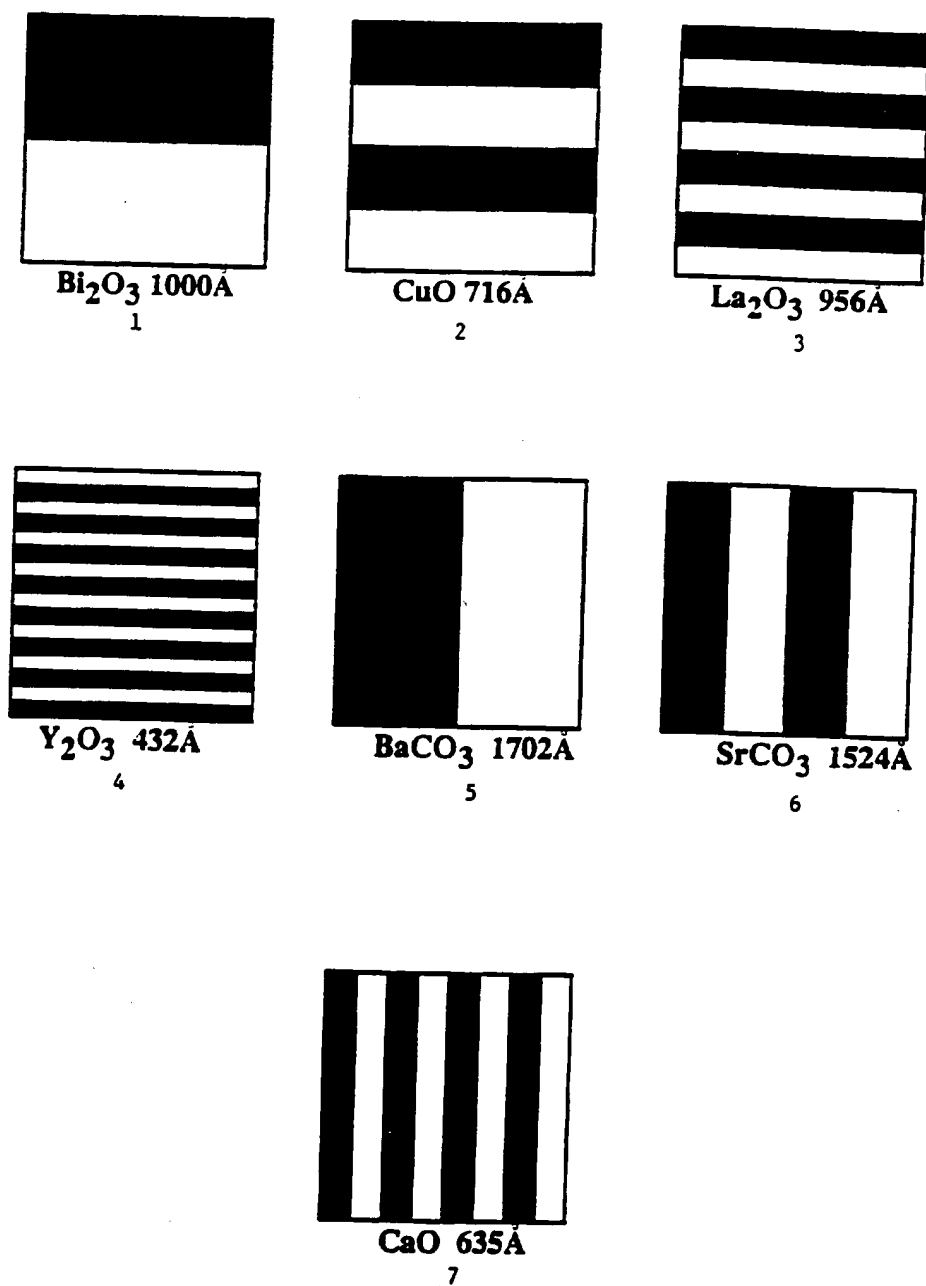 Bi₂O₃ 1000Å
1
CuO 716Å
2
La₂O₃ 956Å
3
Y₂O₃ 432Å
4
BaCO₃ 1702Å
5
SrCO₃ 1524Å
6
CaO 635Å
7